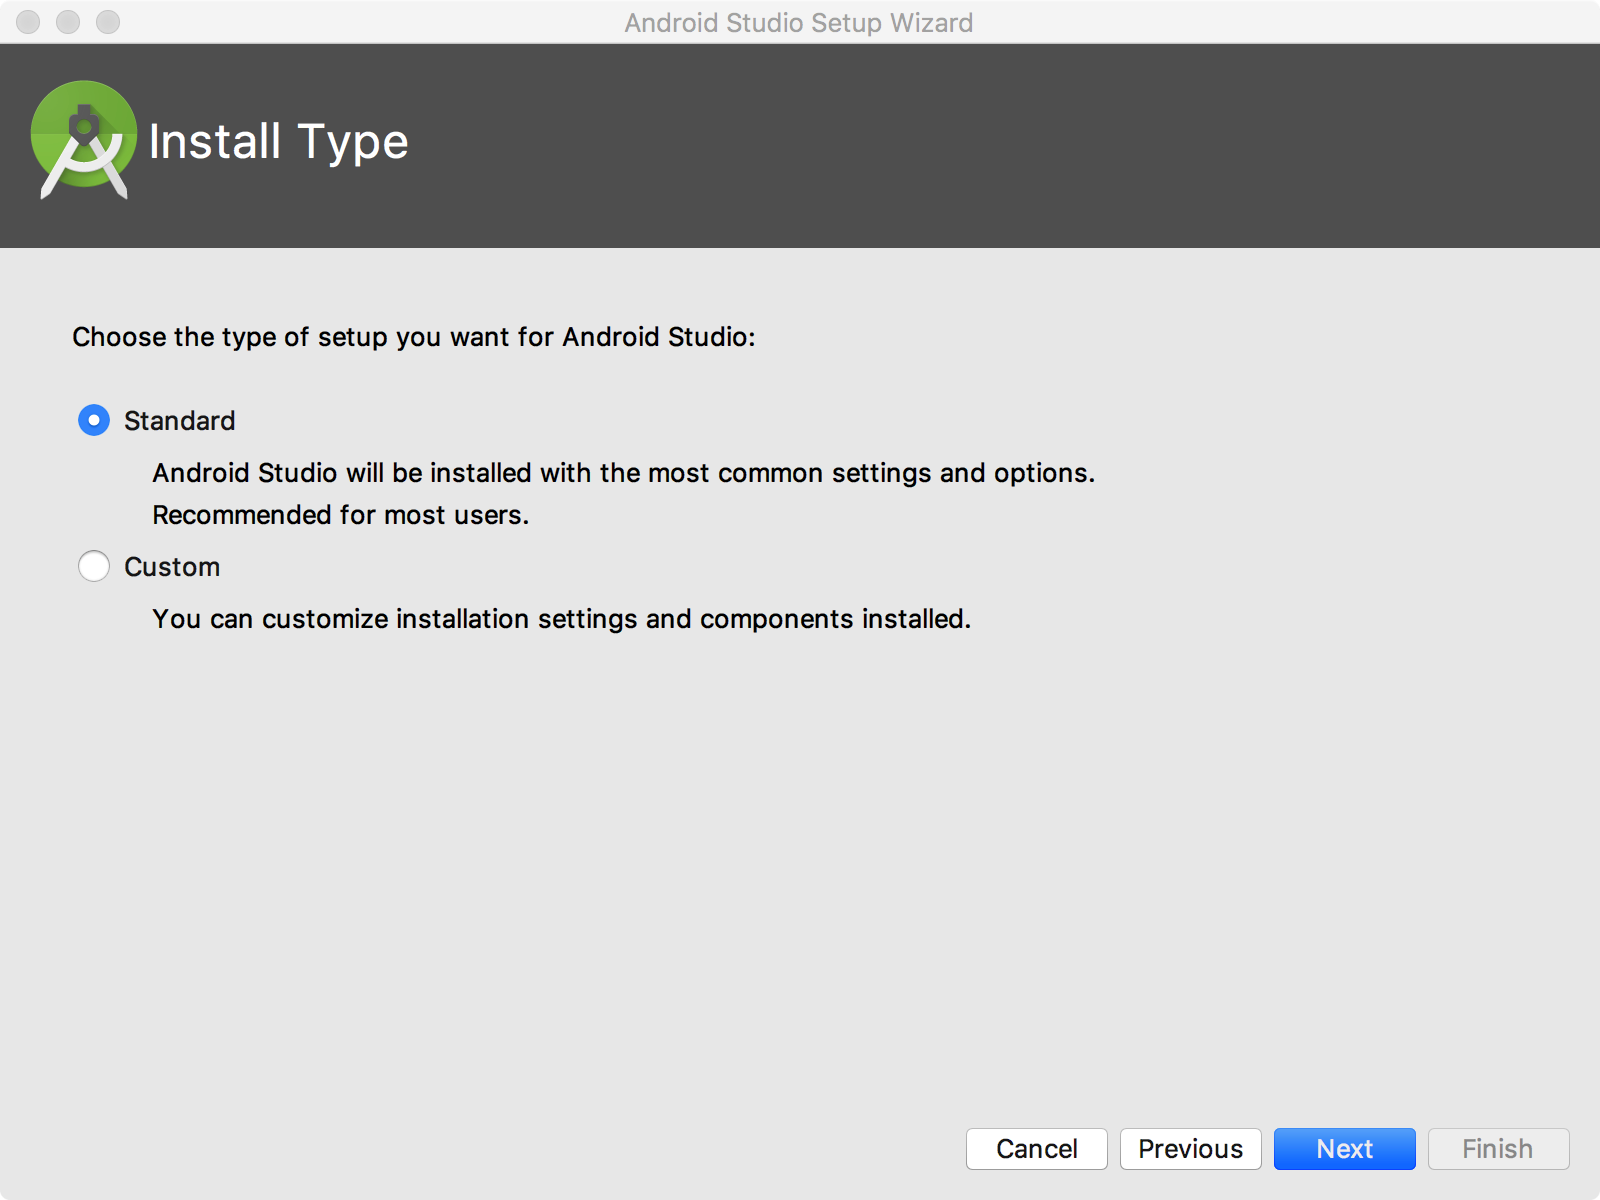 Android Studio Setup Wizard
Install Type
Choose the type of setup you want for Android Studio:
Standard
Android Studio will be installed with the most common settings and options.
Recommended for most users.
Custom
You can customize installation settings and components installed.
Cancel Previous Next Finish